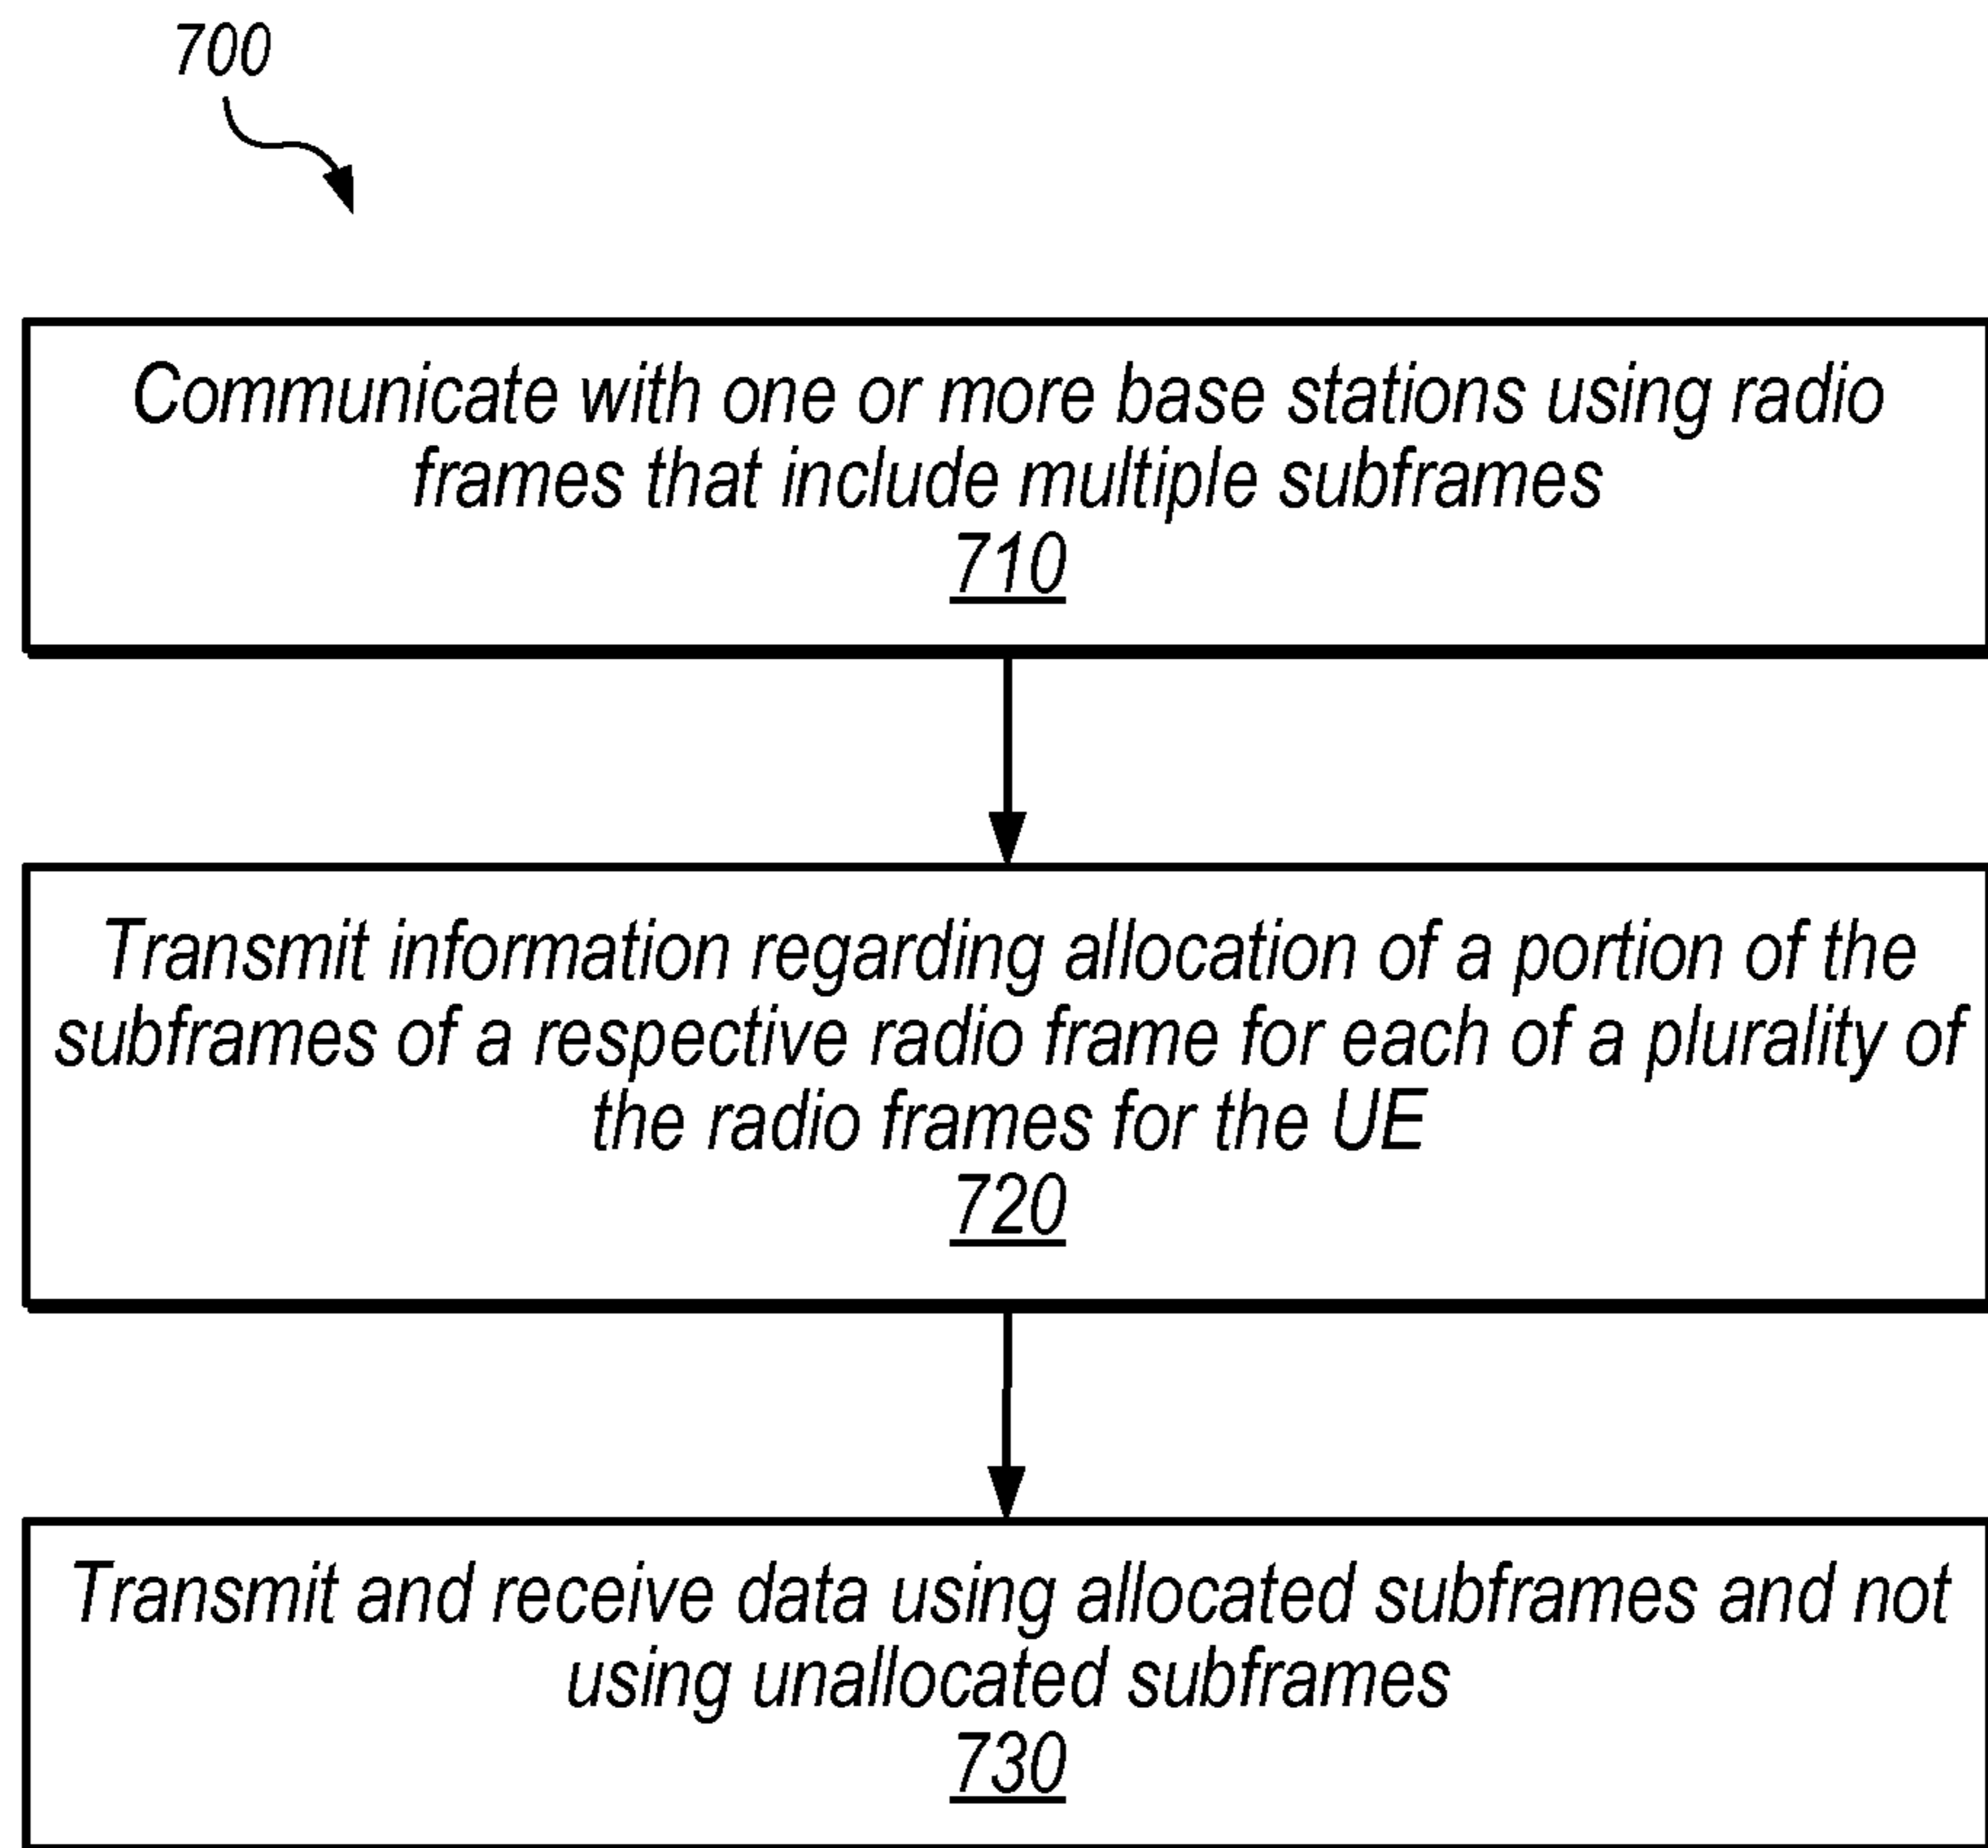 700
Communicate with one or more base stations using radio
frames that include multiple subframes
710
Transmit information regarding allocation of a portion of the
subframes of a respective radio frame for each of a plurality of
the radio frames for the UE
720
Transmit and receive data using allocated subframes and not
using unallocated subframes
730